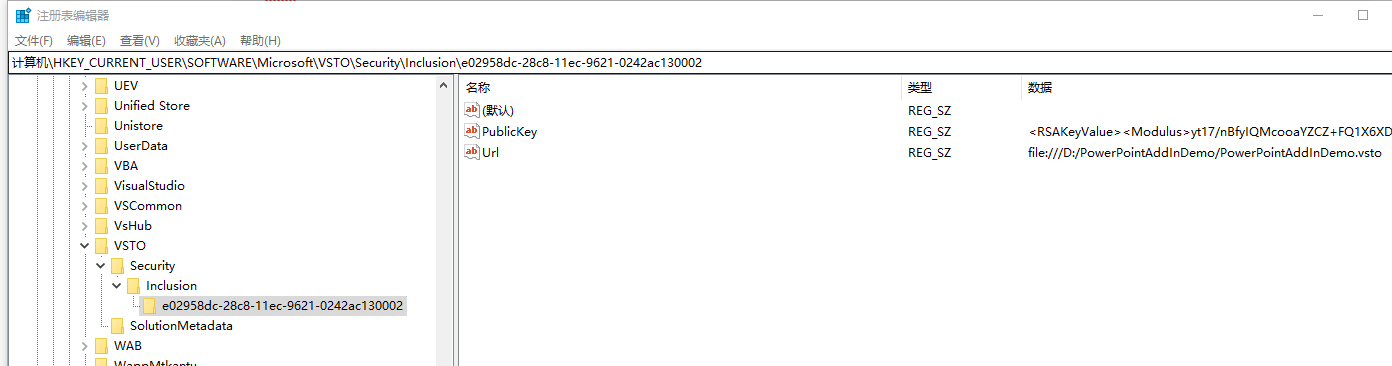 注册表编辑器
文件(F) 编辑(E) 查看(V) 收藏夹(A) 帮助(H)
计算机\HKEY_CURRENT_USER\SOFTWARE\Microsoft\VSTO\Security\Inclusion\e02958dc-28c8-11ec-9621-0242ac130002
UEV
Unified Store
Unistore
UserData
VBA
VisualStudio
VSCommon
VsHub
VSTO
Security
Inclusion
e02958dc-28c8-11ec-9621-0242ac130002
SolutionMetadata
WAB
名称 类型 数据
ab (默认) REG_SZ
ab PublicKey REG_SZ <RSAKeyValue><Modulus>yt17/nBfyIQMcooaYZCZ+FQ1X6XD
ab Url REG_SZ file:///D:/PowerPointAddInDemo/PowerPointAddInDemo.vsto